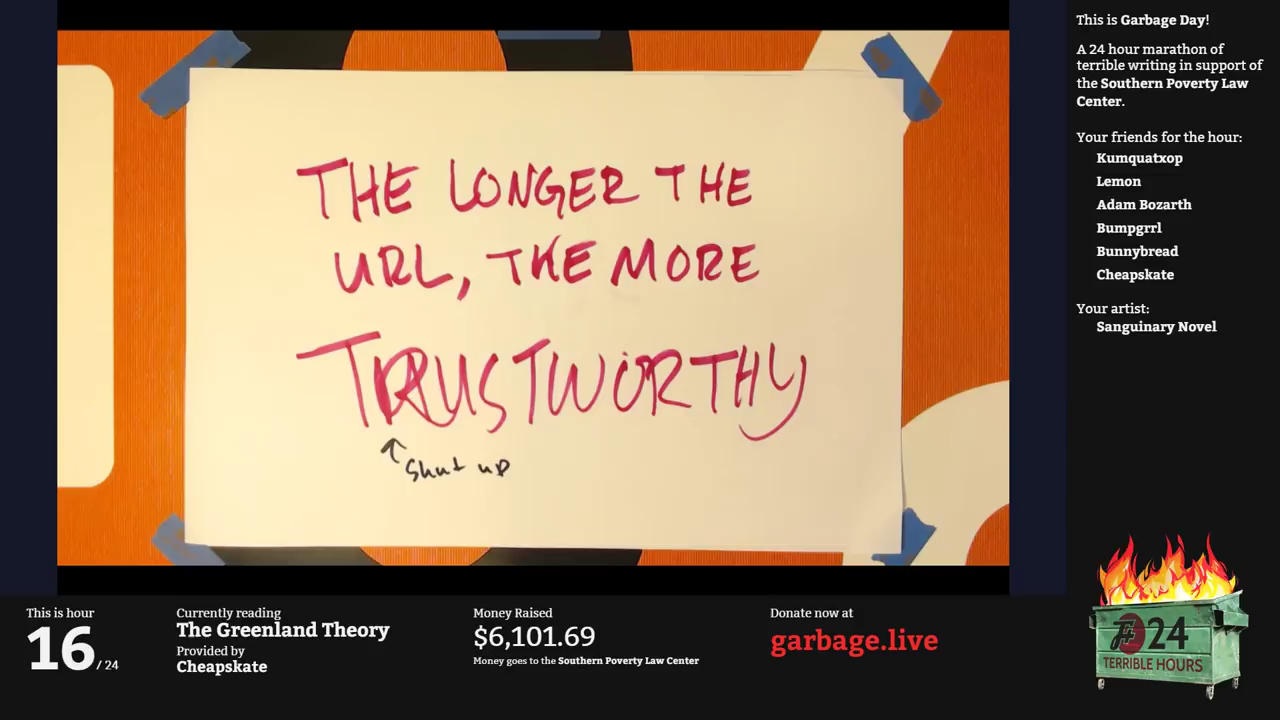 THE LONGER THE
URL, THE MORE
TRUSTWORTHY
shut up
This is Garbage Day!
A 24 hour marathon of
terrible writing in support of
the Southern Poverty Law
Center.
Your friends for the hour:
Kumquatxop
Lemon
Adam Bozarth
Bumpgrrl
Bunnybread
Cheapskate
Your artist:
Sanguinary Novel
This is hour
16 / 24
Currently reading
The Greenland Theory
Provided by
Cheapskate
Money Raised
$6,101.69
Money goes to the Southern Poverty Law Center
Donate now at
garbage.live
24
TERRIBLE HOURS